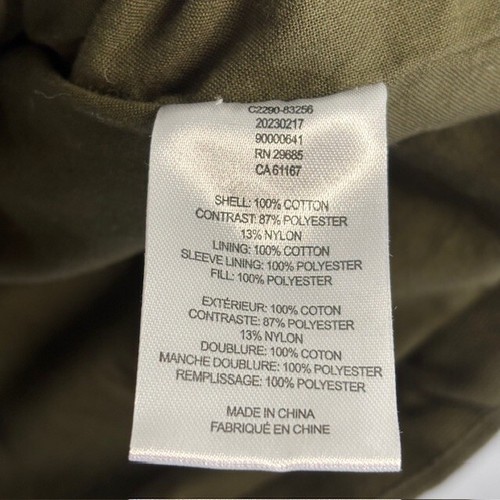 C2290-83256
20230217
90000641
RN 29685
CA 61167
SHELL: 100% COTTON
CONTRAST: 87% POLYESTER
13% NYLON
LINING: 100% COTTON
SLEEVE LINING: 100% POLYESTER
FILL: 100% POLYESTER
EXTÉRIEUR: 100% COTON
CONTRASTE: 87% POLYESTER
13% NYLON
DOUBLURE: 100% COTON
MANCHE DOUBLURE: 100% POLYESTER
REMPLISSAGE: 100% POLYESTER
MADE IN CHINA
FABRIQUÉ EN CHINE